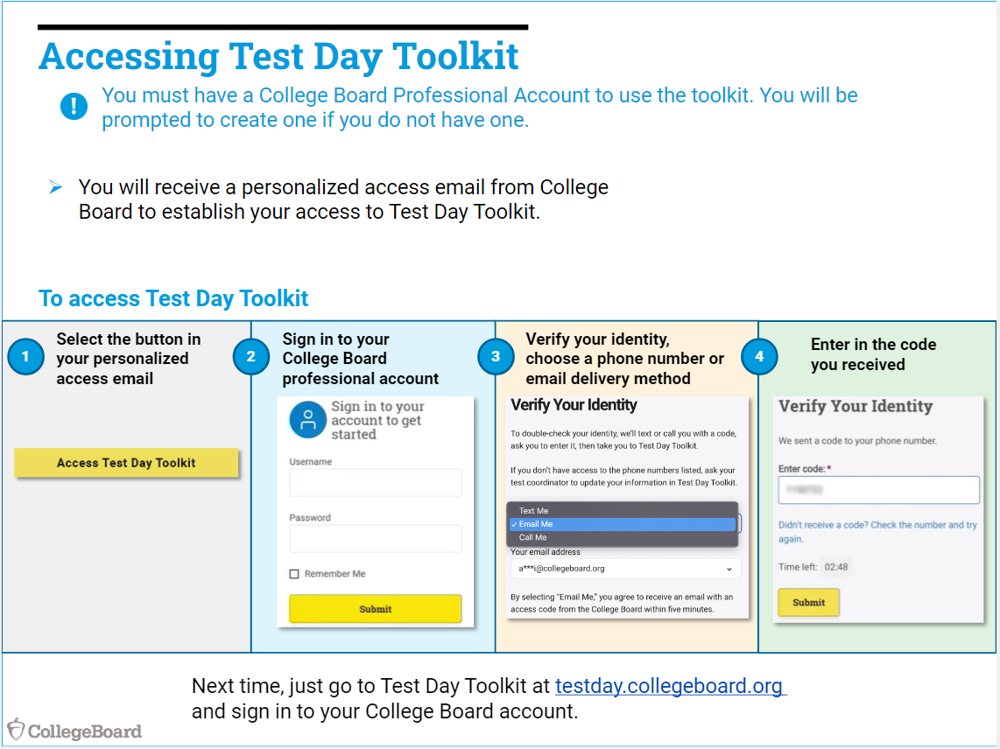 Accessing Test Day Toolkit
!
You must have a College Board Professional Account to use the toolkit. You will be
prompted to create one if you do not have one.
You will receive a personalized access email from College
Board to establish your access to Test Day Toolkit.
To access Test Day Toolkit
1
Select the button in
your personalized
access email
Access Test Day Toolkit
2
Sign in to your
College Board
professional account
Sign in to your
account to get
started
Username
Password
Remember Me
Submit
3
Verify your identity,
choose a phone number or
email delivery method
Verify Your Identity
To double-check your identity, we'll text or call you with a code,
ask you to enter it, then take you to Test Day Toolkit.
If you don't have access to the phone numbers listed, ask your
test coordinator to update your information in Test Day Toolkit.
Text Me
✓ Email Me
Call Me
Your email address
a***i@collegeboard.org
By selecting "Email Me," you agree to receive an email with an
access code from the College Board within five minutes.
4
Enter in the code
you received
Verify Your Identity
We sent a code to your phone number.
Enter code:*
Didn't receive a code? Check the number and try
again.
Time left: 02:48
Submit
Next time, just go to Test Day Toolkit at testday.collegeboard.org
and sign in to your College Board account.
CollegeBoard